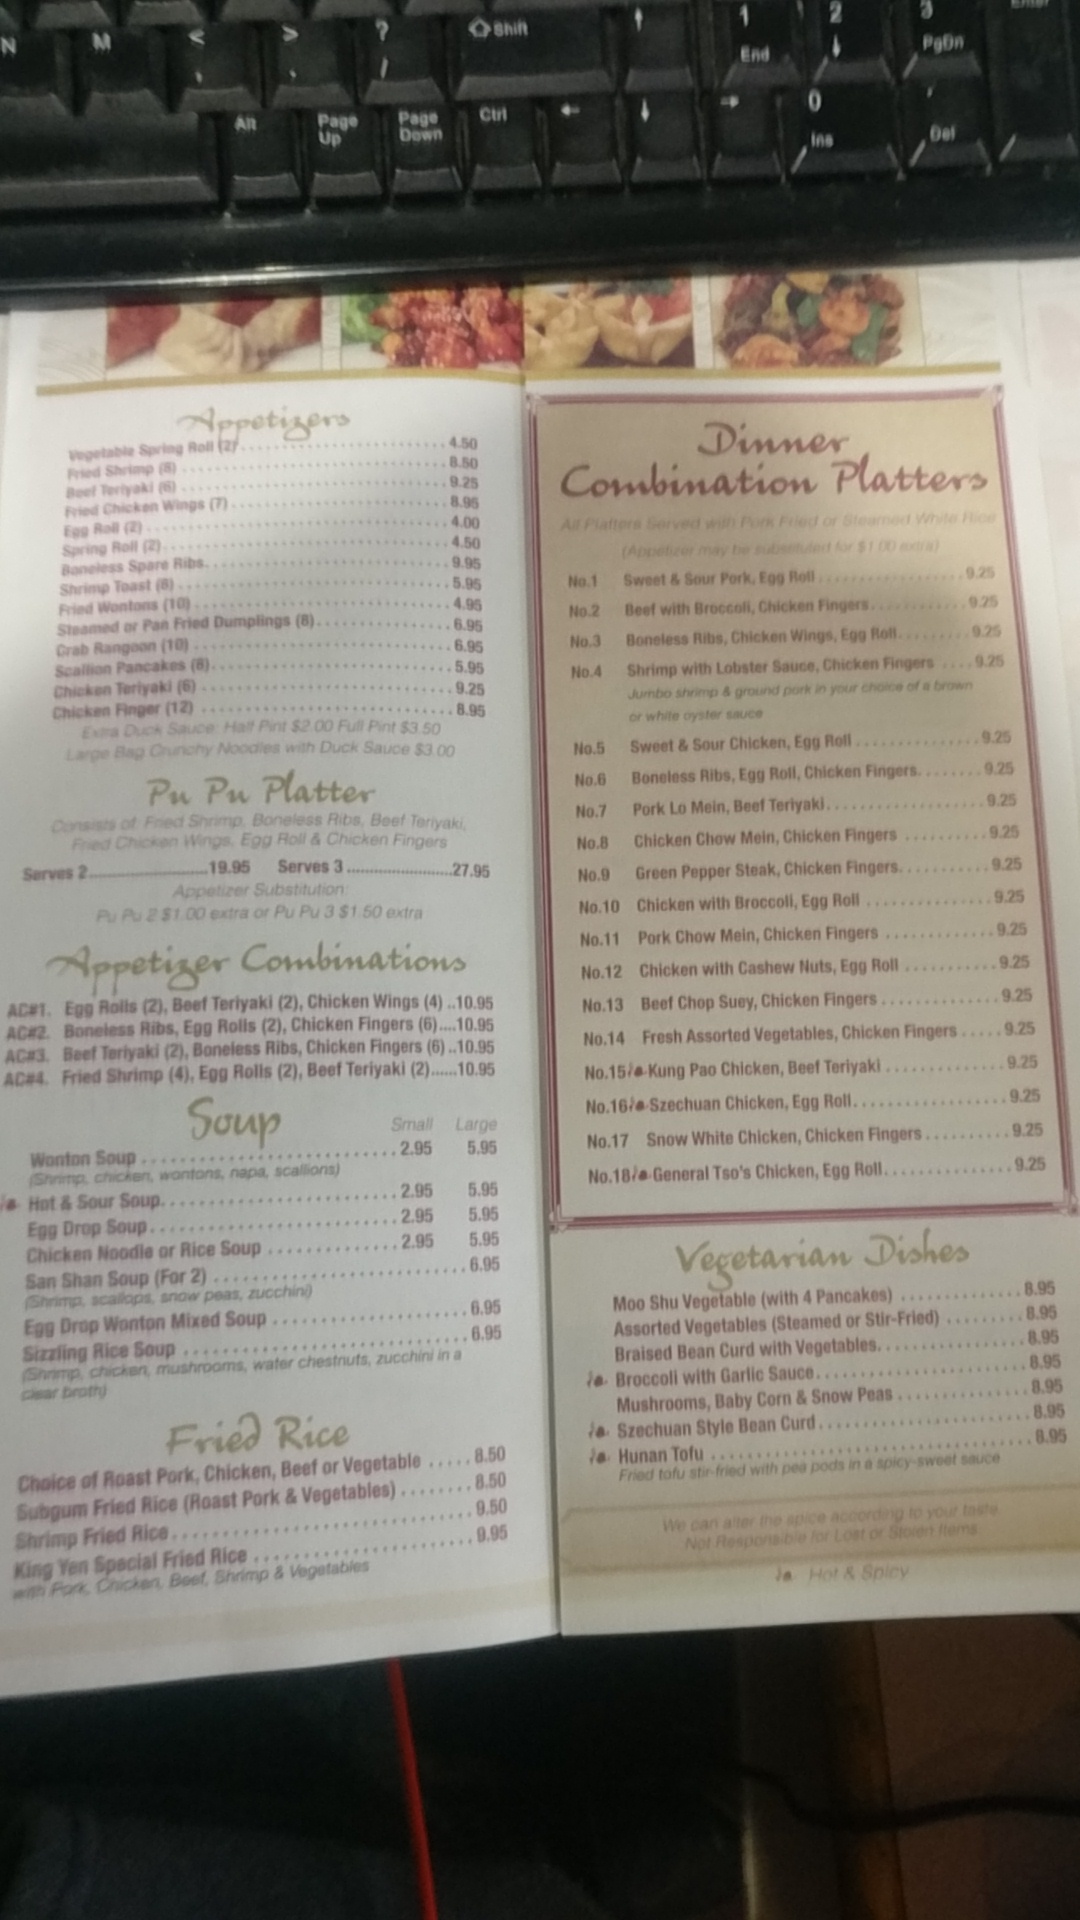 N M < , > . ? / Shift 1 End 2 3 PgDn Enter
Alt Page Up Page Down Ctrl 0 Ins . Del
Appetizers
Vegetable Spring Roll (2) 4.50
Fried Shrimp (8) 8.50
Beef Teriyaki (6) 9.25
Fried Chicken Wings (7) 8.95
Egg Roll (2) 4.00
Spring Roll (2) 4.50
Boneless Spare Ribs 9.95
Shrimp Toast (8) 5.95
Fried Wontons (10) 4.95
Steamed or Pan Fried Dumplings (8) 6.95
Crab Rangoon (10) 6.95
Scallion Pancakes (8) 5.95
Chicken Teriyaki (6) 9.25
Chicken Finger (12) 8.95
Extra Duck Sauce: Half Pint $2.00 Full Pint $3.50
Large Bag Crunchy Noodles with Duck Sauce $3.00
Pu Pu Platter
Consists of: Fried Shrimp, Boneless Ribs, Beef Teriyaki,
Fried Chicken Wings, Egg Roll & Chicken Fingers
Serves 2 19.95 Serves 3 27.95
Appetizer Substitution:
Pu Pu 2 $1.00 extra or Pu Pu 3 $1.50 extra
Appetizer Combinations
AC#1. Egg Rolls (2), Beef Teriyaki (2), Chicken Wings (4) ..10.95
AC#2. Boneless Ribs, Egg Rolls (2), Chicken Fingers (6)....10.95
AC#3. Beef Teriyaki (2), Boneless Ribs, Chicken Fingers (6) ..10.95
AC#4. Fried Shrimp (4), Egg Rolls (2), Beef Teriyaki (2)......10.95
Soup Small Large
Wonton Soup 2.95 5.95
(Shrimp, chicken, wontons, napa, scallions)
Hot & Sour Soup 2.95 5.95
Egg Drop Soup 2.95 5.95
Chicken Noodle or Rice Soup 2.95 5.95
San Shan Soup (For 2) 6.95
(Shrimp, scallops, snow peas, zucchini)
Egg Drop Wonton Mixed Soup 6.95
Sizzling Rice Soup 6.95
(Shrimp, chicken, mushrooms, water chestnuts, zucchini in a
clear broth)
Fried Rice
Choice of Roast Pork, Chicken, Beef or Vegetable 8.50
Subgum Fried Rice (Roast Pork & Vegetables) 8.50
Shrimp Fried Rice 9.50
King Yen Special Fried Rice 9.95
with Pork, Chicken, Beef, Shrimp & Vegetables
Dinner
Combination Platters
All Platters Served with Pork Fried or Steamed White Rice
(Appetizer may be substituted for $1.00 extra)
No.1 Sweet & Sour Pork, Egg Roll 9.25
No.2 Beef with Broccoli, Chicken Fingers 9.25
No.3 Boneless Ribs, Chicken Wings, Egg Roll 9.25
No.4 Shrimp with Lobster Sauce, Chicken Fingers 9.25
Jumbo shrimp & ground pork in your choice of a brown
or white oyster sauce
No.5 Sweet & Sour Chicken, Egg Roll 9.25
No.6 Boneless Ribs, Egg Roll, Chicken Fingers 9.25
No.7 Pork Lo Mein, Beef Teriyaki 9.25
No.8 Chicken Chow Mein, Chicken Fingers 9.25
No.9 Green Pepper Steak, Chicken Fingers 9.25
No.10 Chicken with Broccoli, Egg Roll 9.25
No.11 Pork Chow Mein, Chicken Fingers 9.25
No.12 Chicken with Cashew Nuts, Egg Roll 9.25
No.13 Beef Chop Suey, Chicken Fingers 9.25
No.14 Fresh Assorted Vegetables, Chicken Fingers 9.25
No.15 Kung Pao Chicken, Beef Teriyaki 9.25
No.16 Szechuan Chicken, Egg Roll 9.25
No.17 Snow White Chicken, Chicken Fingers 9.25
No.18 General Tso's Chicken, Egg Roll 9.25
Vegetarian Dishes
Moo Shu Vegetable (with 4 Pancakes) 8.95
Assorted Vegetables (Steamed or Stir-Fried) 8.95
Braised Bean Curd with Vegetables 8.95
Broccoli with Garlic Sauce 8.95
Mushrooms, Baby Corn & Snow Peas 8.95
Szechuan Style Bean Curd 8.95
Hunan Tofu 8.95
Fried tofu stir-fried with pea pods in a spicy-sweet sauce
We can alter the spice according to your taste.
Not Responsible for Lost or Stolen Items.
Hot & Spicy